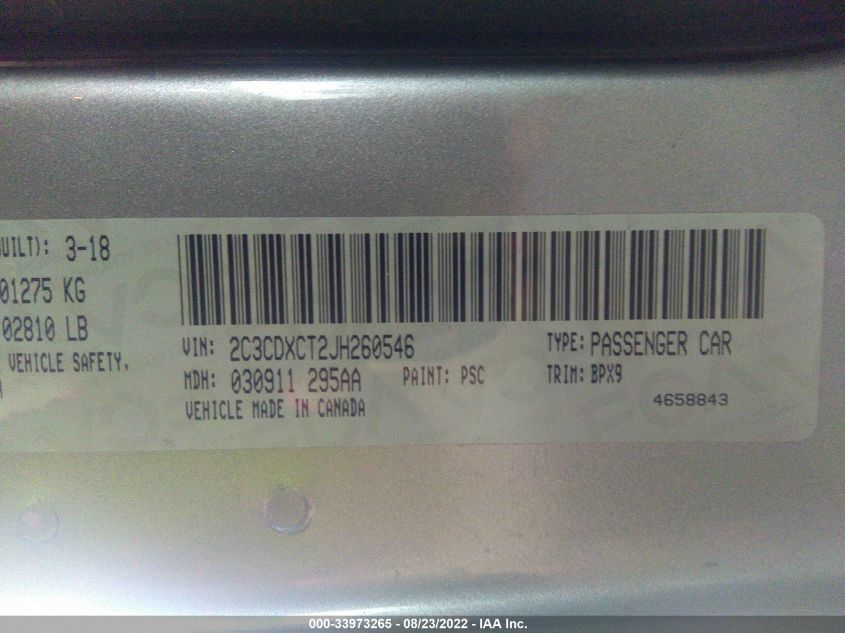 UILT): 3-18
01275 KG
02810 LB
VEHICLE SAFETY,
VIN: 2C3CDXCT2JH260546
TYPE: PASSENGER CAR
MDH: 030911 295AA
PAINT: PSC
TRIM: BPX9
VEHICLE MADE IN CANADA
4658843
000-33973265 - 08/23/2022 - IAA Inc.